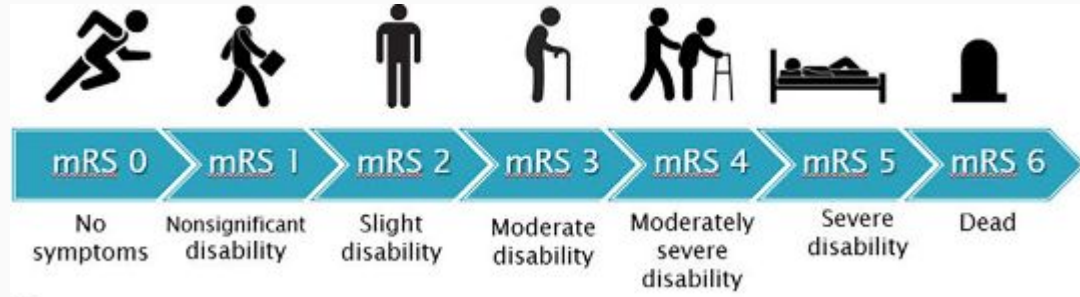 mRS 0
mRS 1
mRS 2
mRS 3
mRS 4
mRS 5
mRS 6
No
symptoms
Nonsignificant
disability
Slight
disability
Moderate
disability
Moderately
severe
disability
Severe
disability
Dead